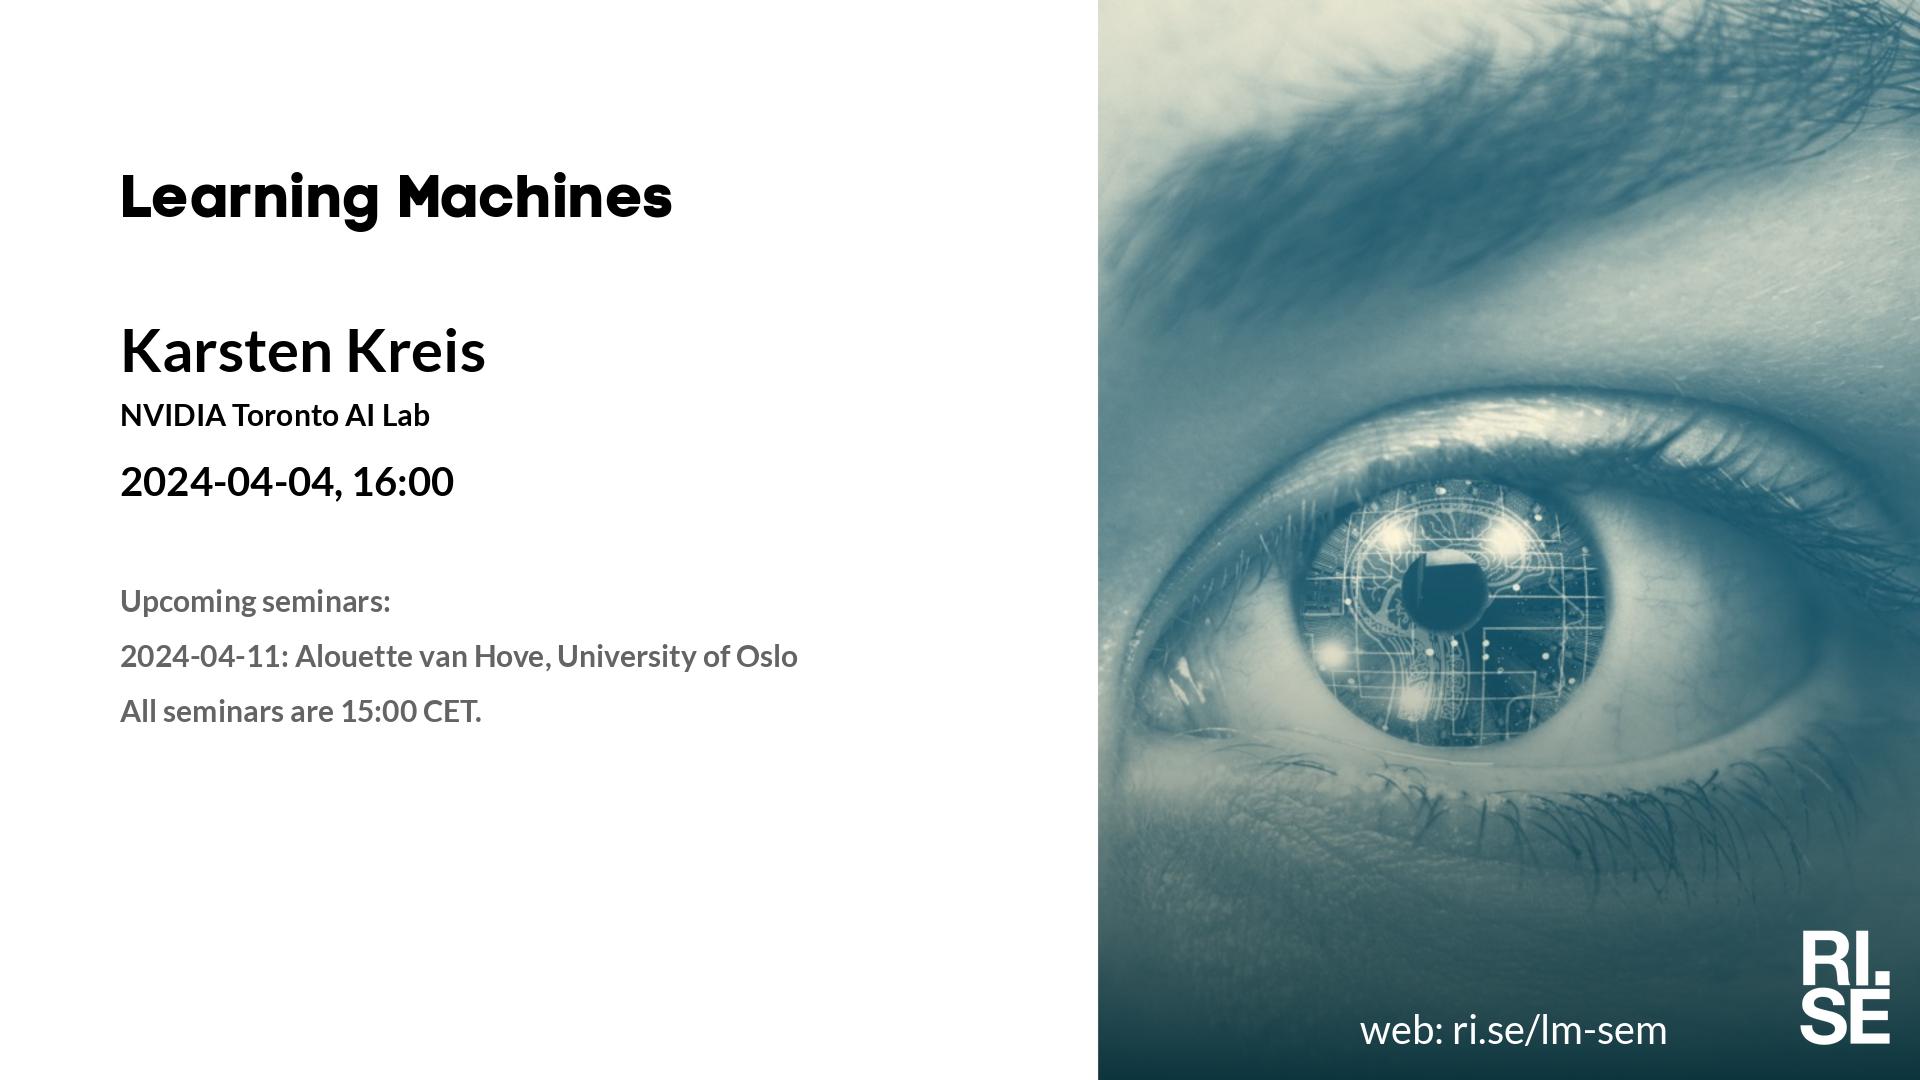 Learning Machines
Karsten Kreis
NVIDIA Toronto AI Lab
2024-04-04, 16:00
Upcoming seminars:
2024-04-11: Alouette van Hove, University of Oslo
All seminars are 15:00 CET.
web: ri.se/lm-sem
RI.
SE